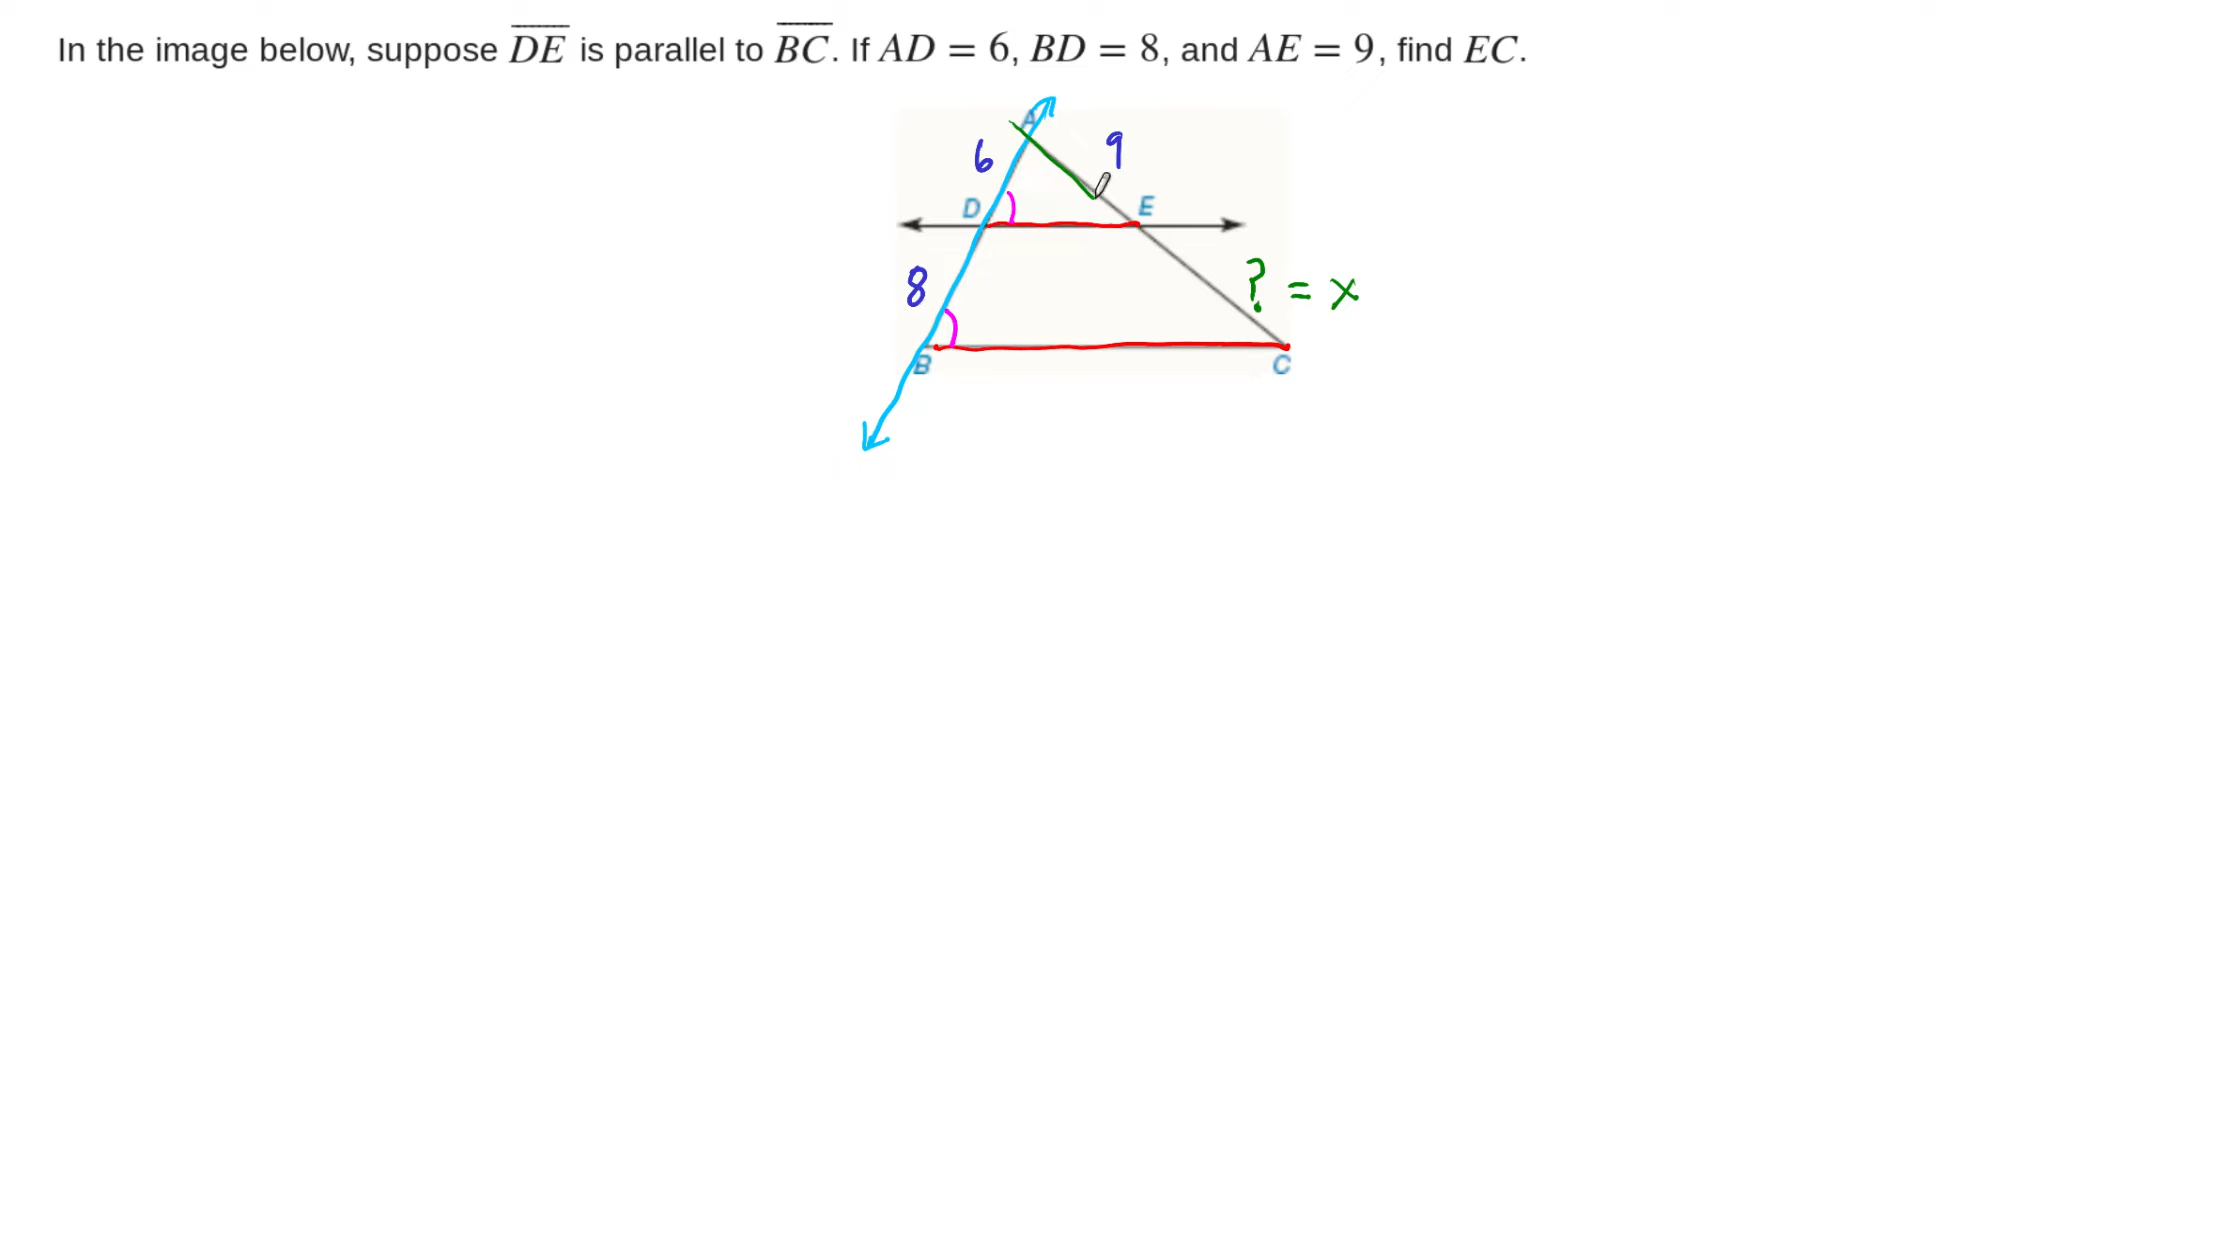 In the image below, suppose DE is parallel to BC. If AD = 6, BD = 8, and AE = 9, find EC.
A
6
9
D
E
8
? = x
B
C